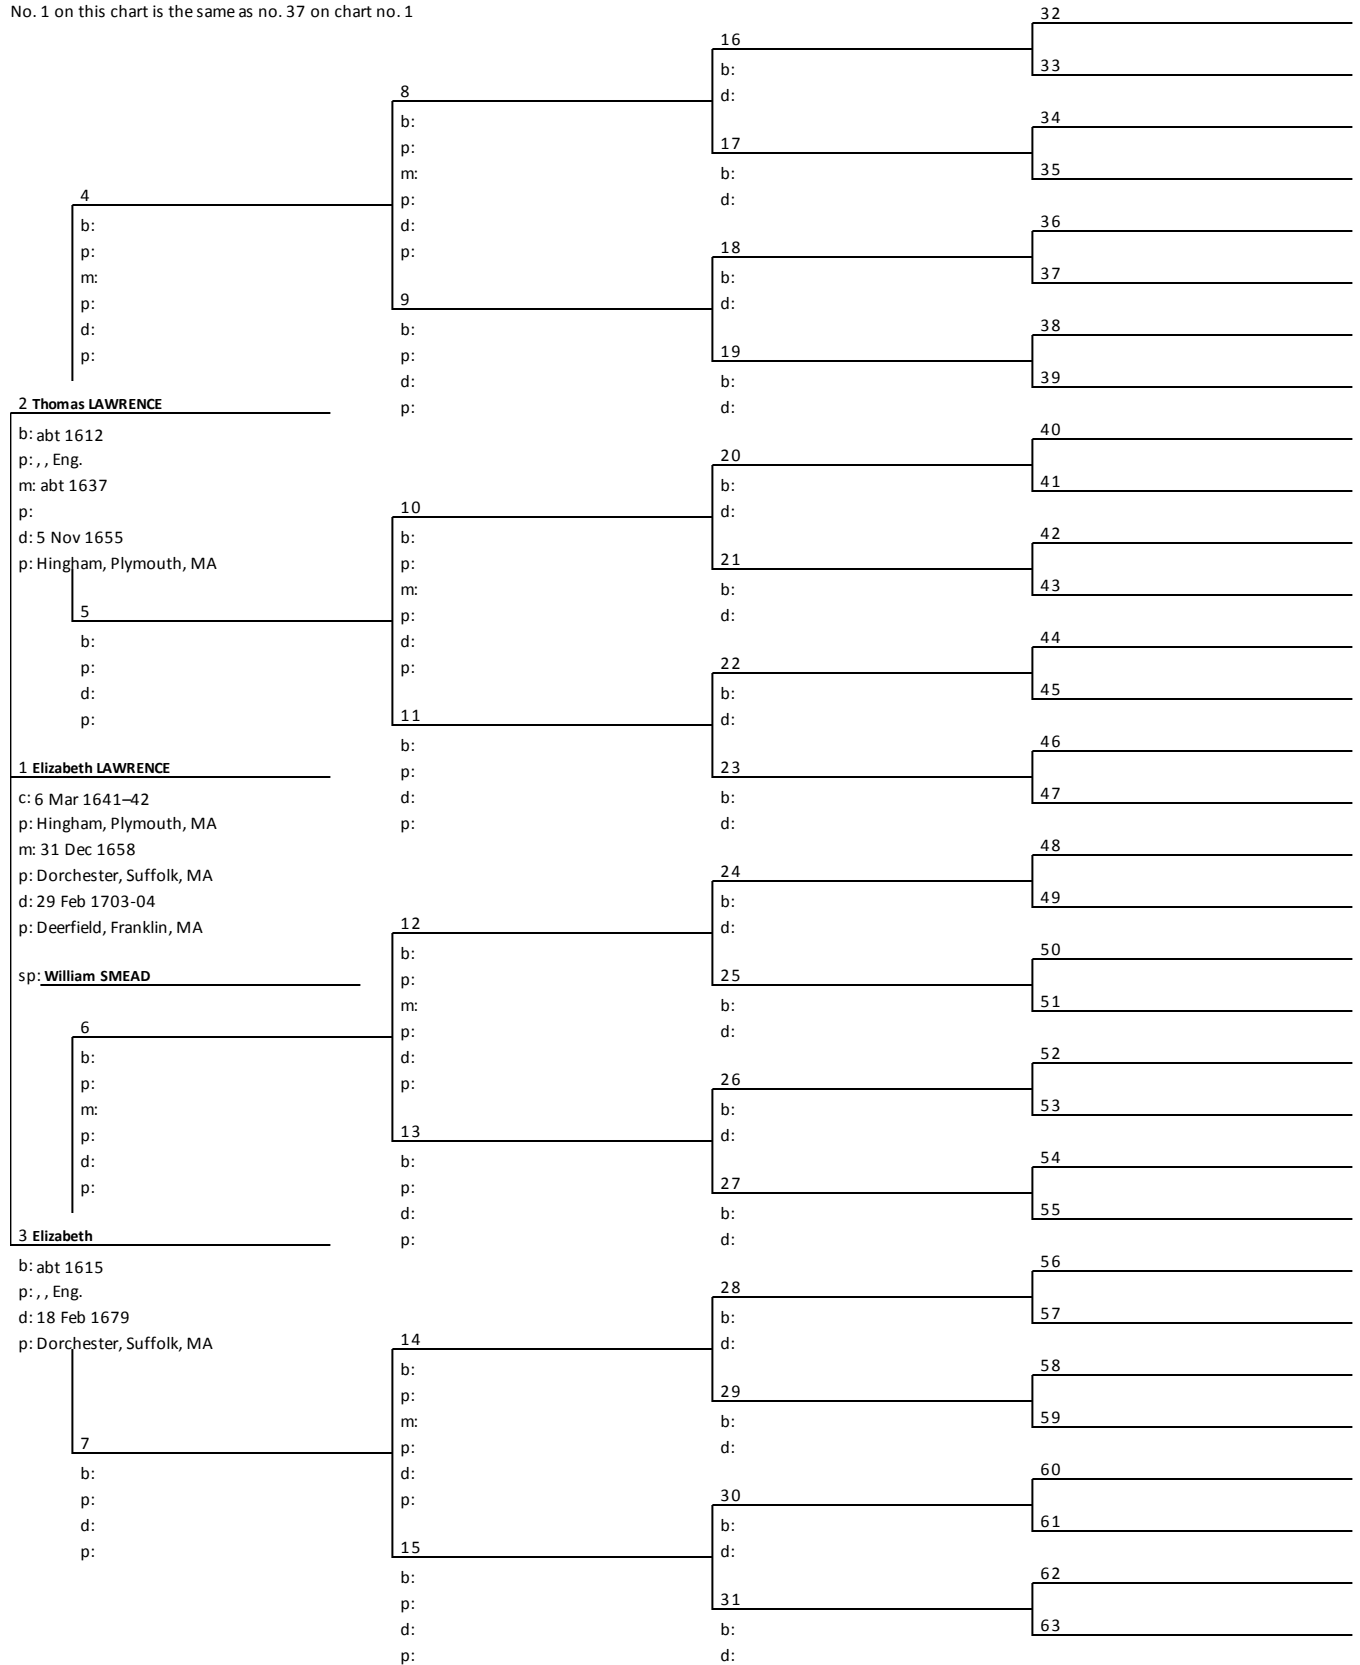 No. 1 on this chart is the same as no. 37 on chart no. 1
4
b:
p:
m:
p:
d:
p:
2 Thomas LAWRENCE
b: abt 1612
p: , , Eng.
m: abt 1637
p:
d: 5 Nov 1655
p: Hingham, Plymouth, MA
5
b:
p:
d:
p:
1 Elizabeth LAWRENCE
c: 6 Mar 1641–42
p: Hingham, Plymouth, MA
m: 31 Dec 1658
p: Dorchester, Suffolk, MA
d: 29 Feb 1703-04
p: Deerfield, Franklin, MA
sp: William SMEAD
6
b:
p:
m:
p:
d:
p:
3 Elizabeth
b: abt 1615
p: , , Eng.
d: 18 Feb 1679
p: Dorchester, Suffolk, MA
7
b:
p:
d:
p:
8
b:
p:
m:
p:
d:
p:
9
b:
p:
d:
p:
10
b:
p:
m:
p:
d:
p:
11
b:
p:
d:
p:
12
b:
p:
m:
p:
d:
p:
13
b:
p:
d:
p:
14
b:
p:
m:
p:
d:
p:
15
b:
p:
d:
p:
16
b:
d:
17
b:
d:
18
b:
d:
19
b:
d:
20
b:
d:
21
b:
d:
22
b:
d:
23
b:
d:
24
b:
d:
25
b:
d:
26
b:
d:
27
b:
d:
28
b:
d:
29
b:
d:
30
b:
d:
31
b:
d:
32
33
34
35
36
37
38
39
40
41
42
43
44
45
46
47
48
49
50
51
52
53
54
55
56
57
58
59
60
61
62
63